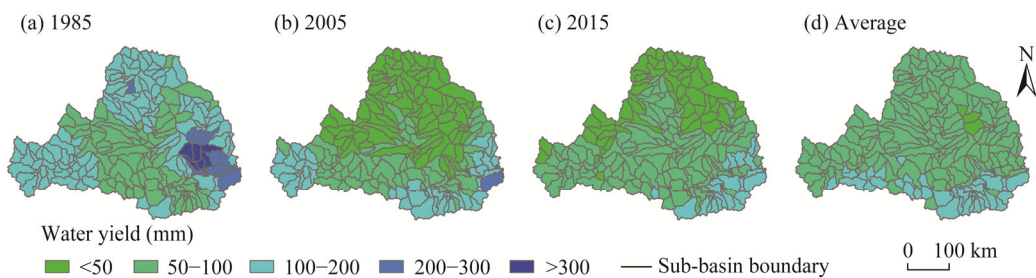 (a) 1985 (b) 2005 (c) 2015 (d) Average
N
Water yield (mm)
<50 50−100 100−200 200−300 >300 Sub-basin boundary 0 100 km